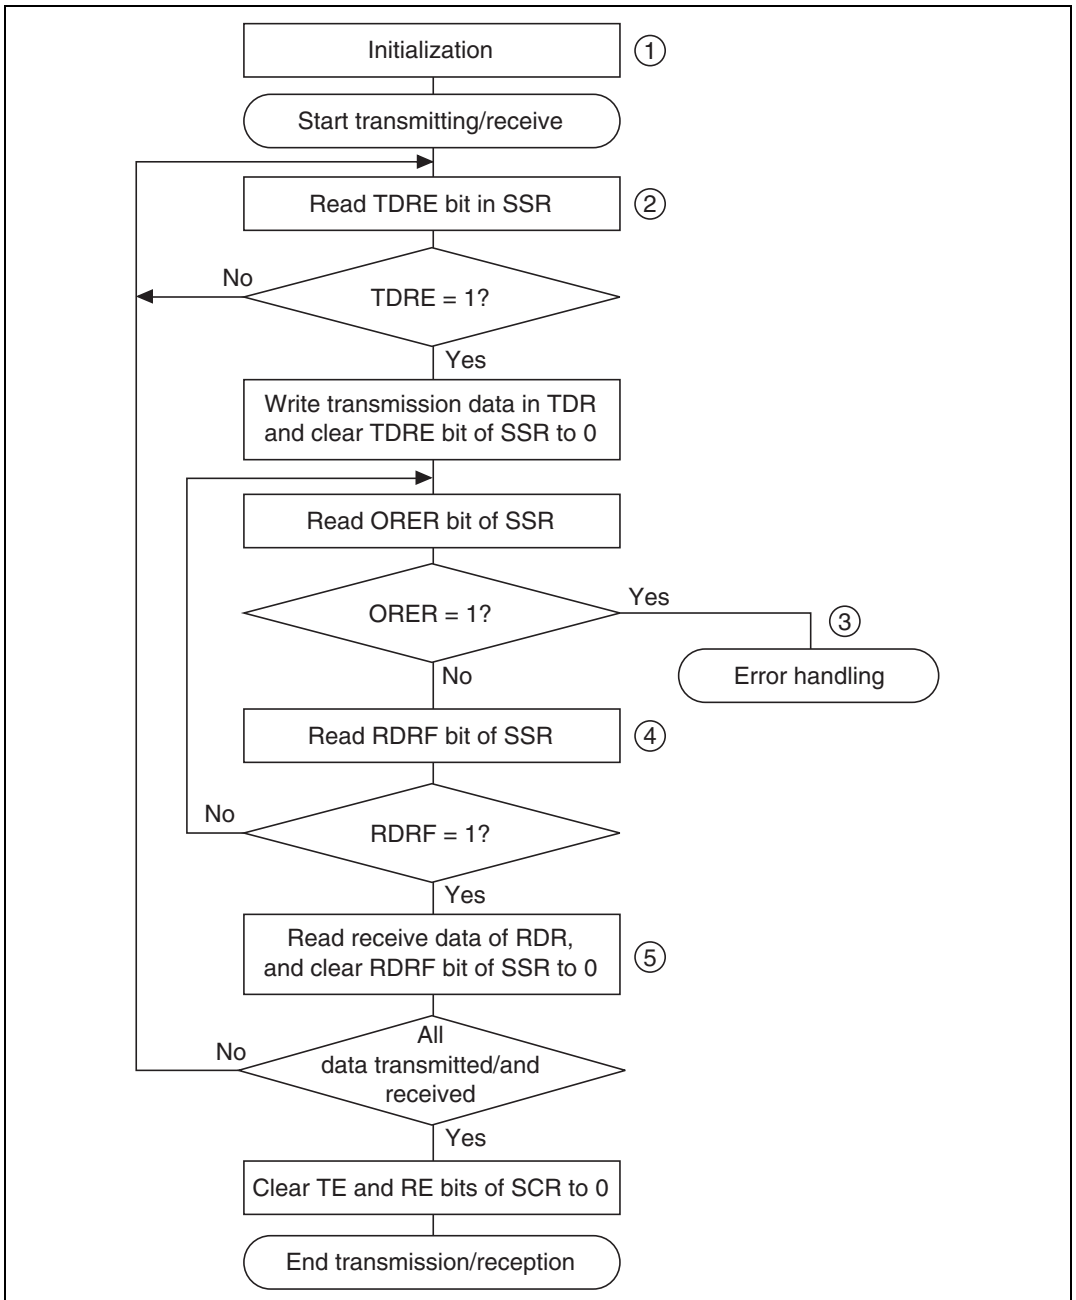 Initialization
①
Start transmitting/receive
Read TDRE bit in SSR
②
No
TDRE = 1?
Yes
Write transmission data in TDR
and clear TDRE bit of SSR to 0
Read ORER bit of SSR
ORER = 1?
Yes
③
Error handling
No
Read RDRF bit of SSR
④
No
RDRF = 1?
Yes
Read receive data of RDR,
and clear RDRF bit of SSR to 0
⑤
No
All
data transmitted/and
received
Yes
Clear TE and RE bits of SCR to 0
End transmission/reception